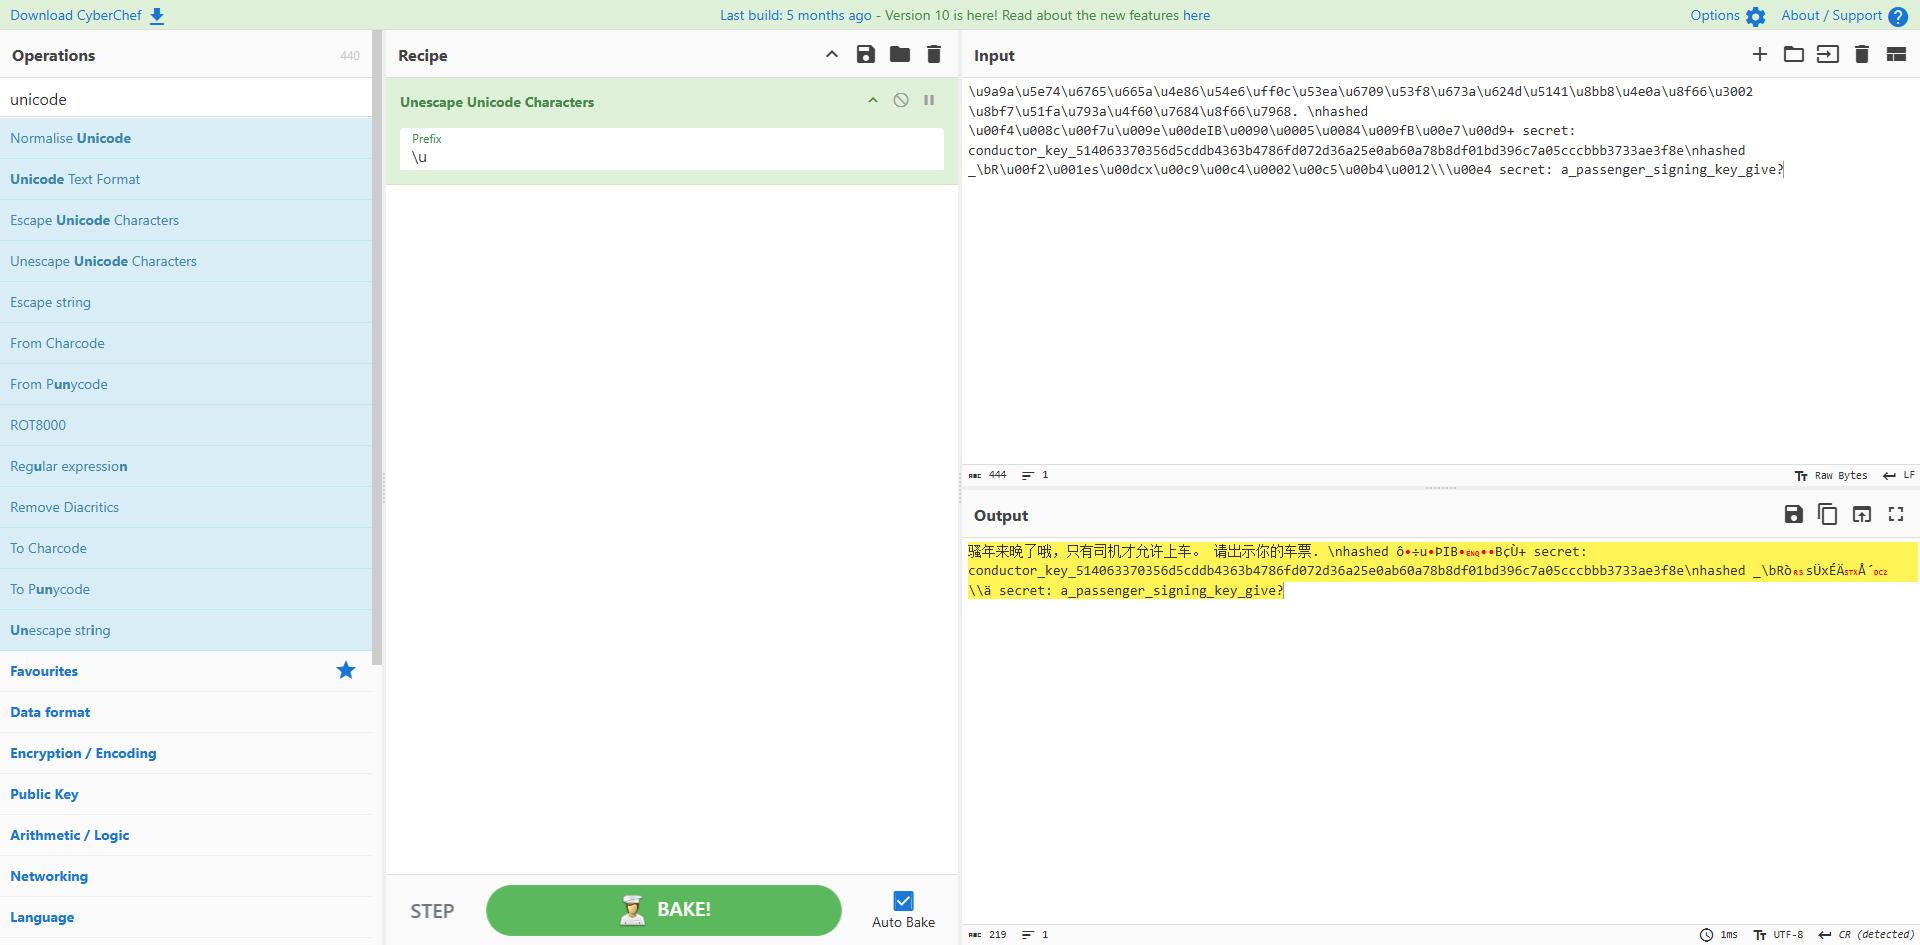 Download CyberChef
Last build: 5 months ago - Version 10 is here! Read about the new features here
Options
About / Support
Operations
440
unicode
Normalise Unicode
Unicode Text Format
Escape Unicode Characters
Unescape Unicode Characters
Escape string
From Charcode
From Punycode
ROT8000
Regular expression
Remove Diacritics
To Charcode
To Punycode
Unescape string
Favourites
Data format
Encryption / Encoding
Public Key
Arithmetic / Logic
Networking
Language
Recipe
Unescape Unicode Characters
Prefix
\u
STEP
BAKE!
Auto Bake
Input
\u9a9a\u5e74\u6765\u665a\u4e86\u54e6\uff0c\u53ea\u6709\u53f8\u673a\u624d\u5141\u8bb8\u4e0a\u8f66\u3002
\u8bf7\u51fa\u793a\u4f60\u7684\u8f66\u7968. \nhashed
\u00f4\u008c\u00f7u\u009e\u00deIB\u0090\u0005\u0084\u009fB\u00e7\u00d9+ secret:
conductor_key_514063370356d5cddb4363b4786fd072d36a25e0ab60a78b8df01bd396c7a05cccbbb3733ae3f8e\nhashed
_\bR\u00f2\u001es\u00dcx\u00c9\u00c4\u0002\u00c5\u00b4\u0012\\\u00e4 secret: a_passenger_signing_key_give?
ABC 444 1
Raw Bytes
LF
Output
骚年来晚了哦，只有司机才允许上车。 请出示你的车票. \nhashed ô•÷u•ÞIB•ENQ••BçÙ+ secret:
conductor_key_514063370356d5cddb4363b4786fd072d36a25e0ab60a78b8df01bd396c7a05cccbbb3733ae3f8e\nhashed _\bRòRSsÜxÉÄSTXÅ´DC2
\\ä secret: a_passenger_signing_key_give?
ABC 219 1
1ms
UTF-8
CR (detected)